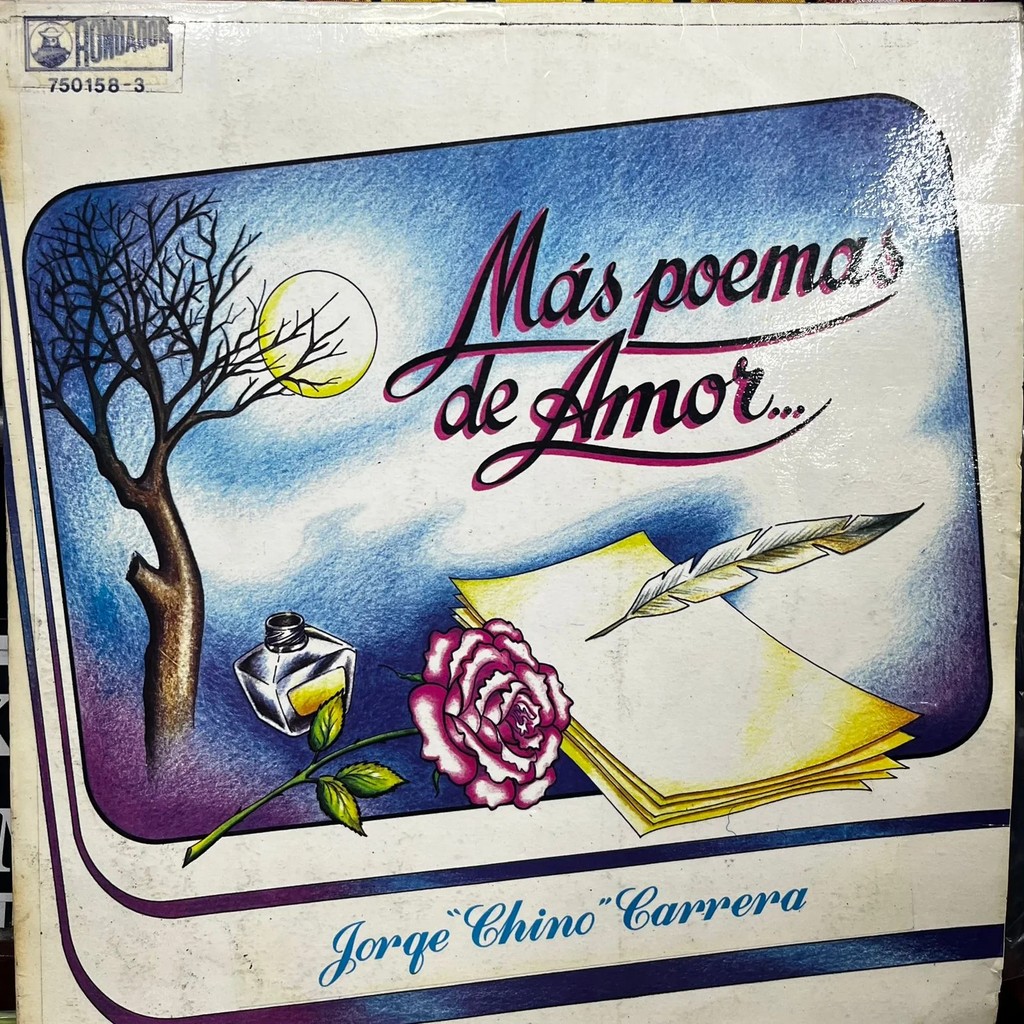 RONDADOR
750158-3
Más poemas
de Amor...
Jorge "Chino" Carrera